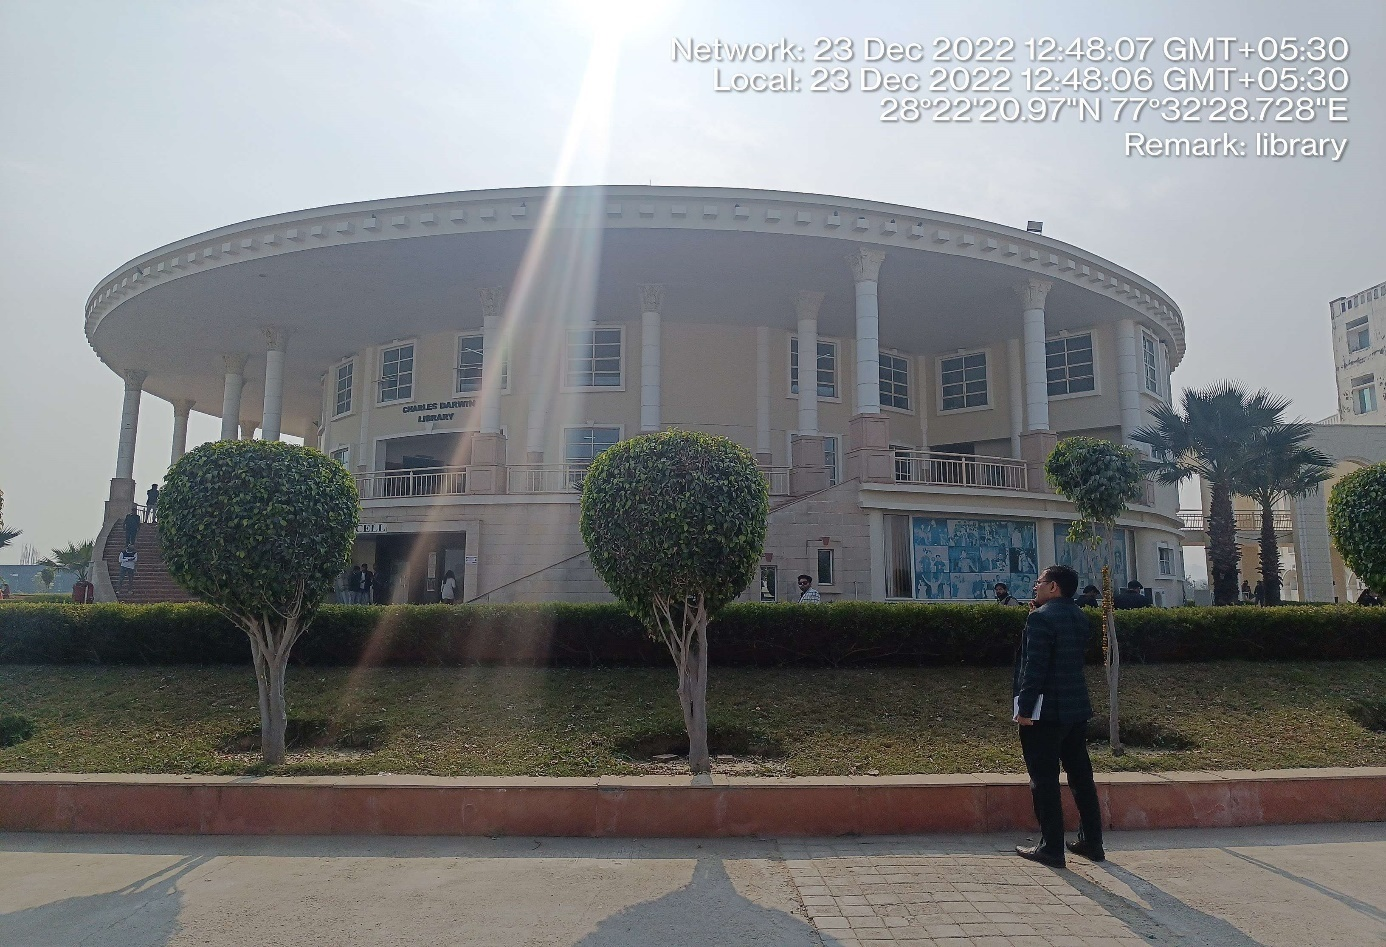 Network: 23 Dec 2022 12:48:07 GMT+05:30
Local: 23 Dec 2022 12:48:06 GMT+05:30
28°22'20.97"N 77°32'28.728"E
Remark: library
CHARLES DARWIN
LIBRARY
CELL